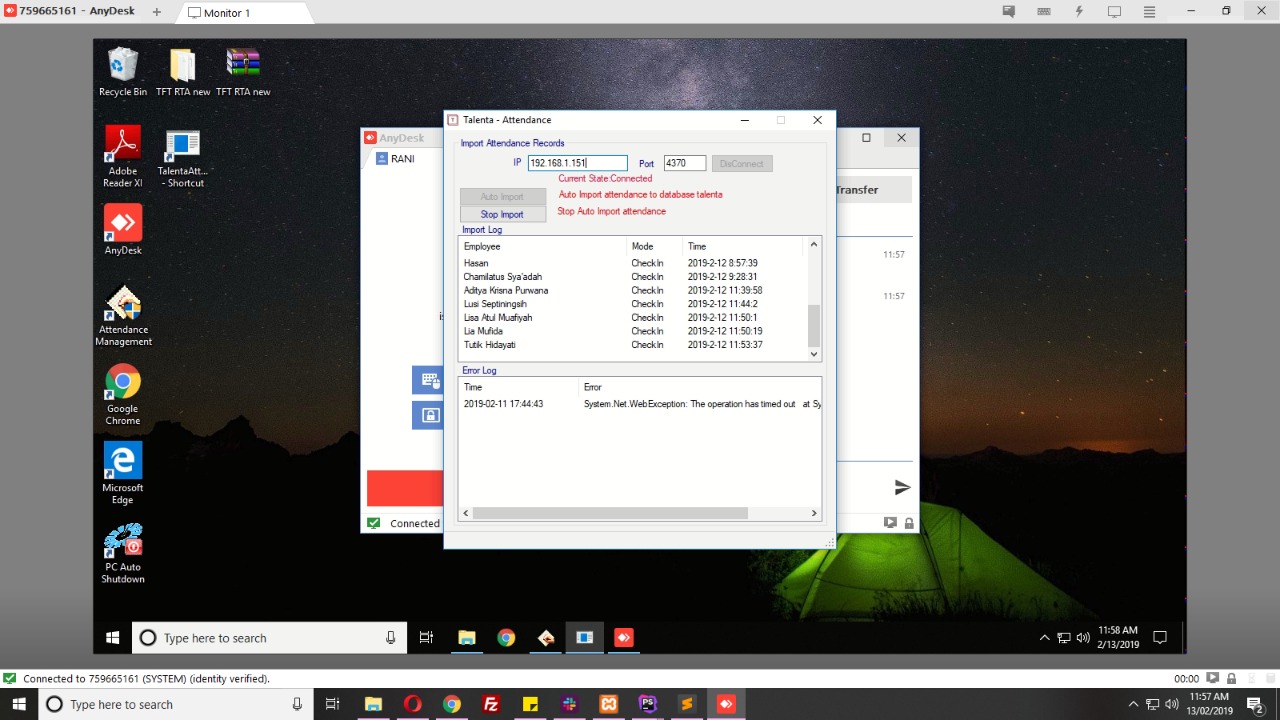 759665161 - AnyDesk
Monitor 1
Recycle Bin
TFT RTA new
TFT RTA new
Adobe
Reader XI
TalentaAtt...
- Shortcut
AnyDesk
Attendance
Management
Google
Chrome
Microsoft
Edge
PC Auto
Shutdown
AnyDesk
RANI
Transfer
11:57
11:57
Connected
Talenta - Attendance
Import Attendance Records
IP 192.168.1.151 Port 4370 DisConnect
Current State:Connected
Auto Import Auto Import attendance to database talenta
Stop Import Stop Auto Import attendance
Import Log
Employee Mode Time
Hasan CheckIn 2019-2-12 8:57:39
Chamilatus Sya'adah CheckIn 2019-2-12 9:28:31
Aditya Krisna Purwana CheckIn 2019-2-12 11:39:58
Lusi Septiningsih CheckIn 2019-2-12 11:44:2
Lisa Atul Muafiyah CheckIn 2019-2-12 11:50:1
Lia Mufida CheckIn 2019-2-12 11:50:19
Tutik Hidayati CheckIn 2019-2-12 11:53:37
Error Log
Time Error
2019-02-11 17:44:43 System.Net.WebException: The operation has timed out at Sy
Type here to search
11:58 AM
2/13/2019
Connected to 759665161 (SYSTEM) (identity verified).
00:00
Type here to search
11:57 AM
13/02/2019
2